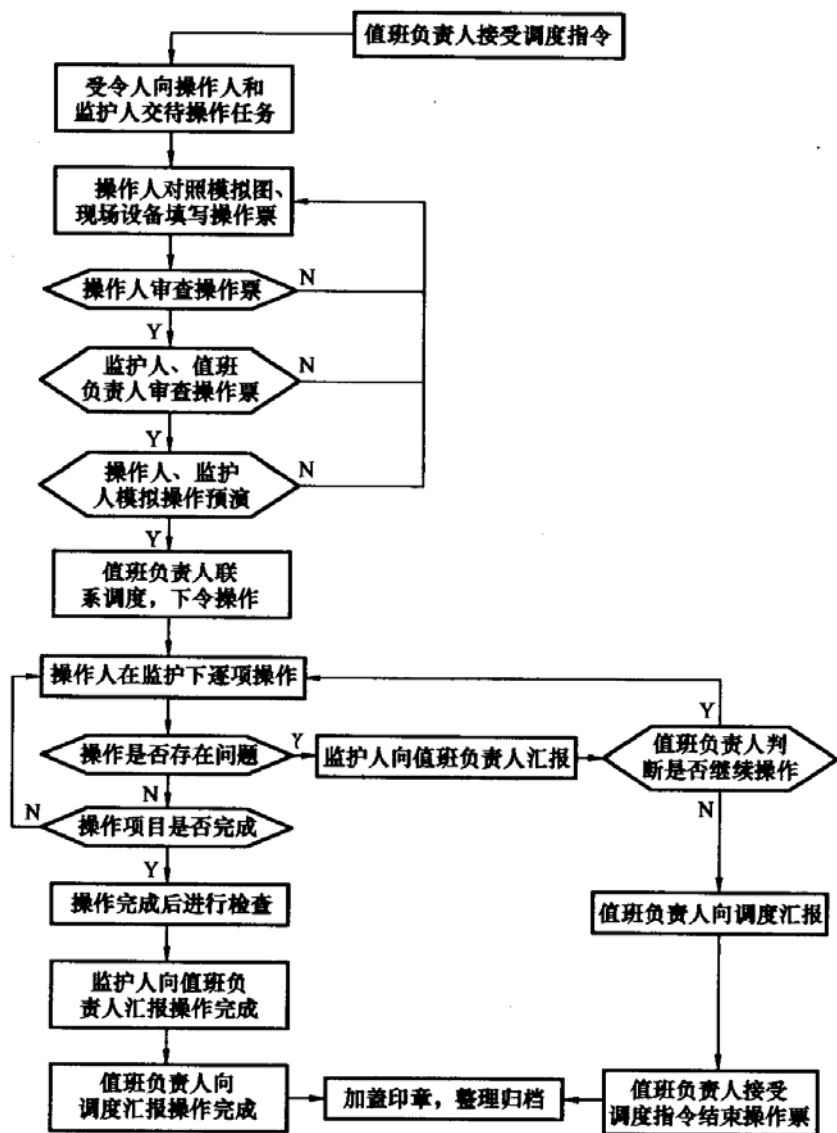 值班负责人接受调度指令
受令人向操作人和
监护人交待操作任务
操作人对照模拟图、
现场设备填写操作票
操作人审查操作票
N
Y
监护人、值班
负责人审查操作票
N
Y
操作人、监护
人模拟操作预演
N
Y
值班负责人联
系调度，下令操作
操作人在监护下逐项操作
操作是否存在问题
Y
监护人向值班负责人汇报
值班负责人判
断是否继续操作
Y
N
N
操作项目是否完成
N
Y
操作完成后进行检查
值班负责人向调度汇报
监护人向值班负
责人汇报操作完成
值班负责人向
调度汇报操作完成
加盖印章，整理归档
值班负责人接受
调度指令结束操作票